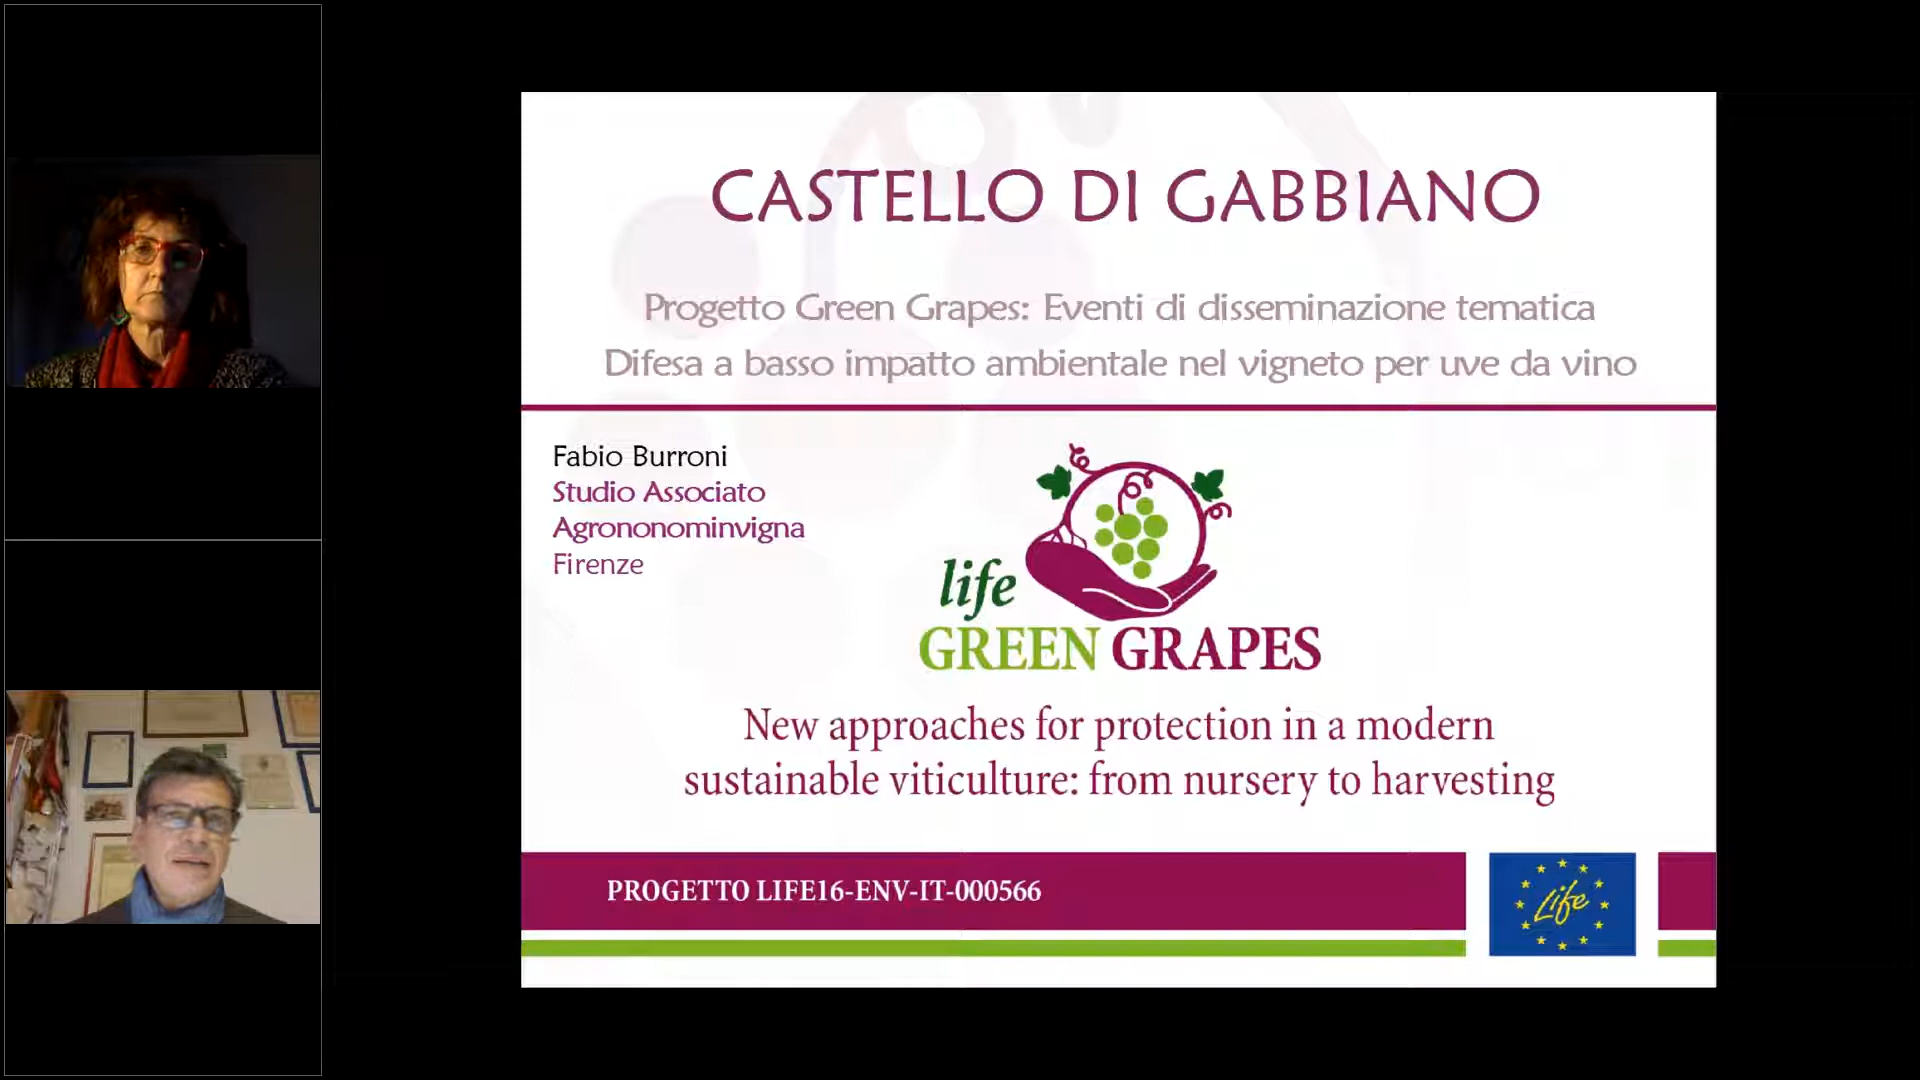 CASTELLO DI GABBIANO
Progetto Green Grapes: Eventi di disseminazione tematica
Difesa a basso impatto ambientale nel vigneto per uve da vino
Fabio Burroni
Studio Associato
Agrononominvigna
Firenze
life
GREEN GRAPES
New approaches for protection in a modern
sustainable viticulture: from nursery to harvesting
PROGETTO LIFE16-ENV-IT-000566
Life